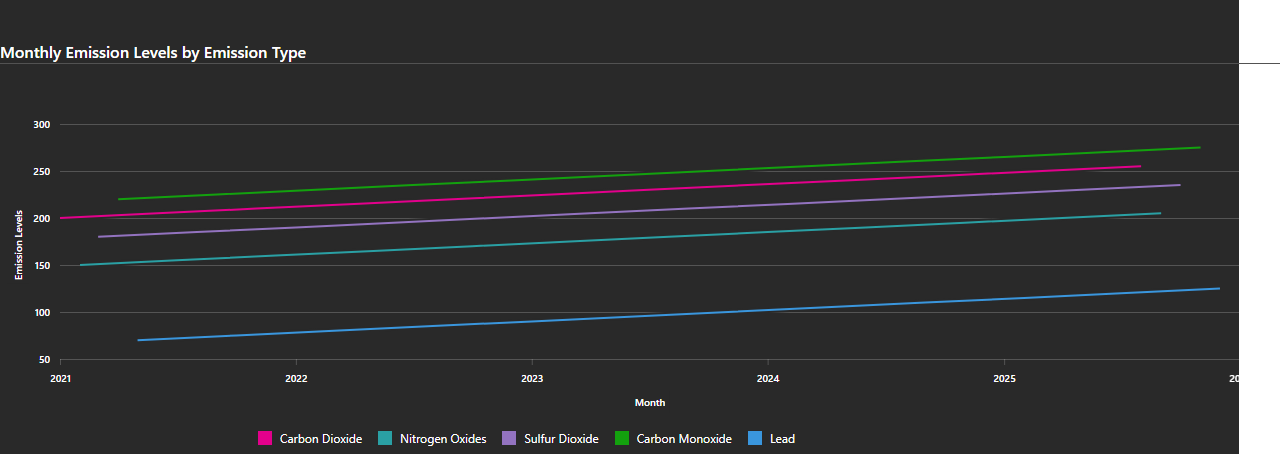 Monthly Emission Levels by Emission Type
300
250
200
150
100
50
Emission Levels
2021 2022 2023 2024 2025 20
Month
Carbon Dioxide Nitrogen Oxides Sulfur Dioxide Carbon Monoxide Lead